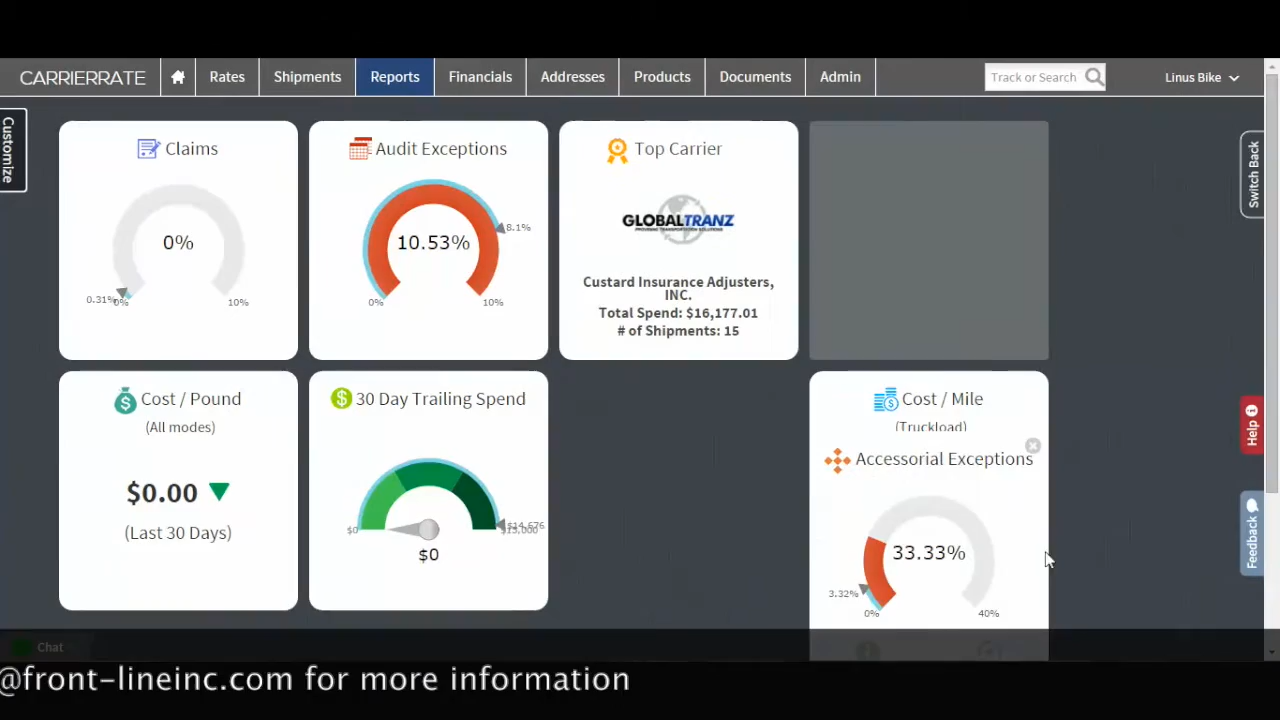 CARRIERRATE
Rates
Shipments
Reports
Financials
Addresses
Products
Documents
Admin
Track or Search
Linus Bike
Customize
Switch Back
Claims
0%
0.31%
0%
10%
Audit Exceptions
10.53%
8.1%
0%
10%
Top Carrier
GLOBALTRANZ
Custard Insurance Adjusters,
INC.
Total Spend: $16,177.01
# of Shipments: 15
Cost / Pound
(All modes)
$0.00
(Last 30 Days)
30 Day Trailing Spend
$0
$0
Cost / Mile
(Truckload)
Accessorial Exceptions
33.33%
3.32%
0%
40%
Help
Feedback
Chat
@front-lineinc.com for more information